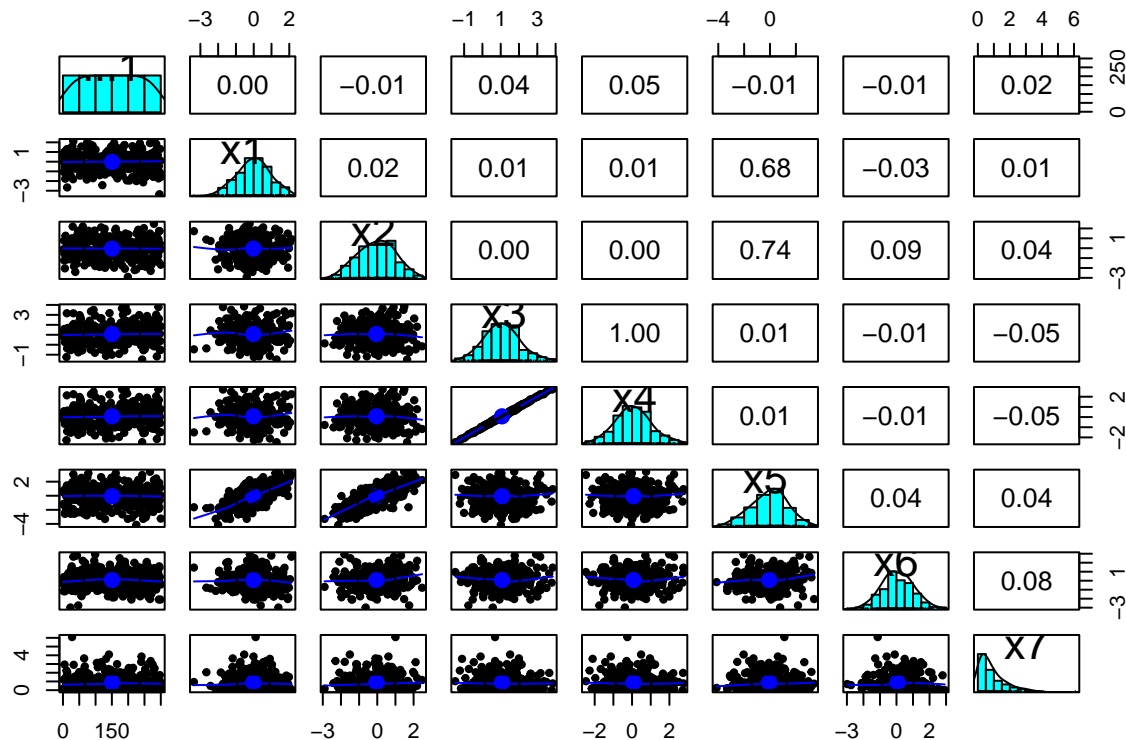 −3 0 2 −1 1 3 −4 0 0 2 4 6
0.00 −0.01 0.04 0.05 −0.01 −0.01 0.02 0 250
−3 1 x1 0.02 0.01 0.01 0.68 −0.03 0.01
x2 0.00 0.00 0.74 0.09 0.04 −3 1
−1 3 x3 1.00 0.01 −0.01 −0.05
x4 0.01 −0.01 −0.05 −2 2
−4 2 x5 0.04 0.04
x6 0.08 −3 1
0 4 x7
0 150 −3 0 2 −2 0 2 −3 0 2